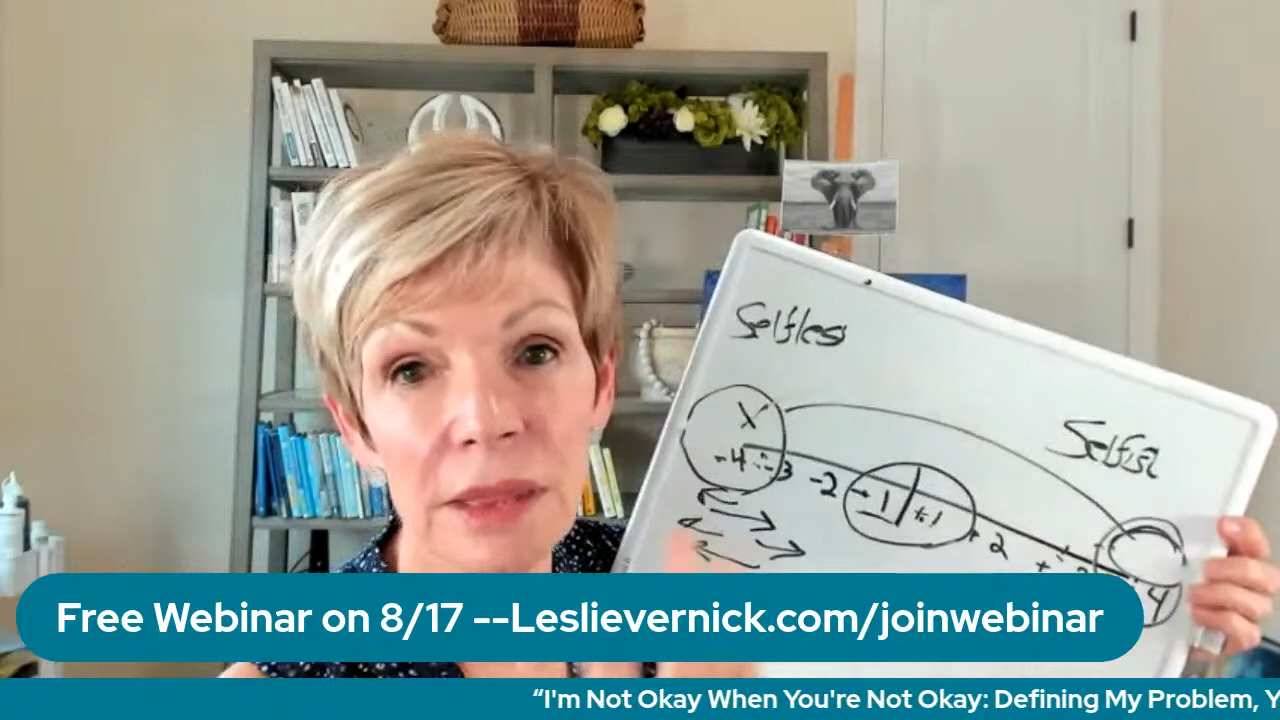 Selfless
Selfish
X
-4 -3 -2 -1 +1 +2
4
Free Webinar on 8/17 --Leslievernick.com/joinwebinar
“I'm Not Okay When You're Not Okay: Defining My Problem, Y